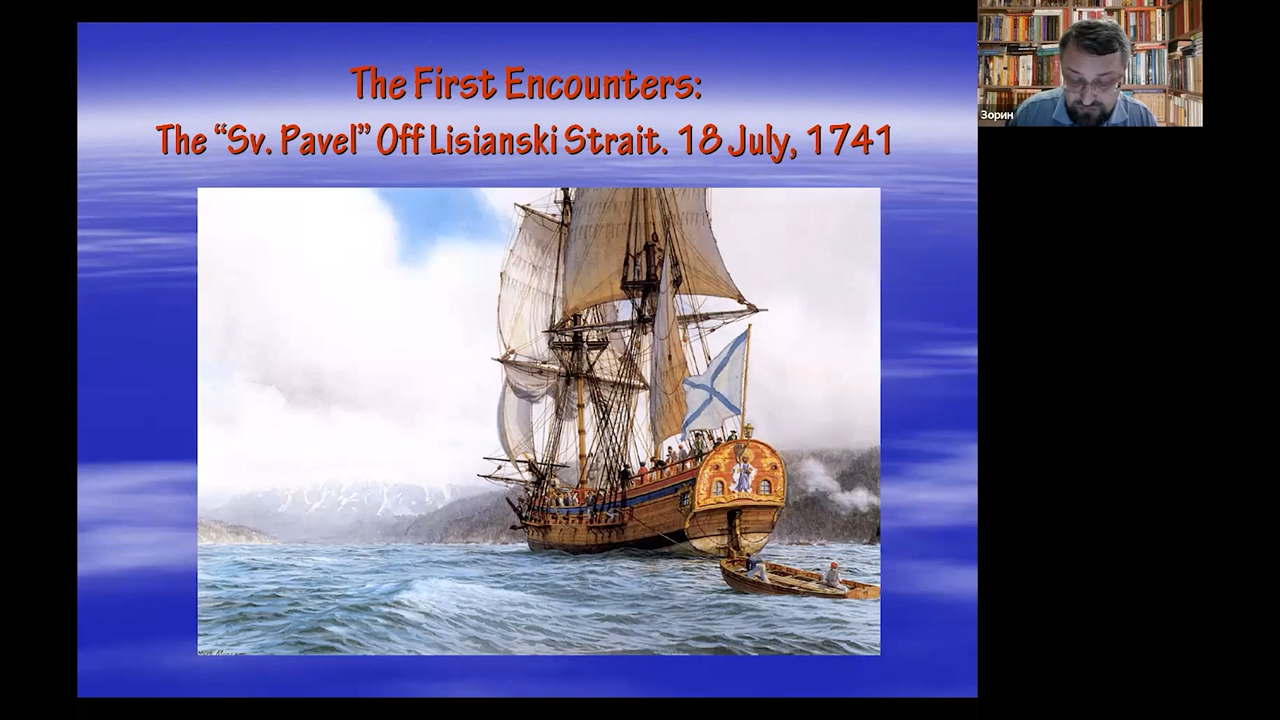 The First Encounters:
The “Sv. Pavel” Off Lisianski Strait. 18 July, 1741
Зорин